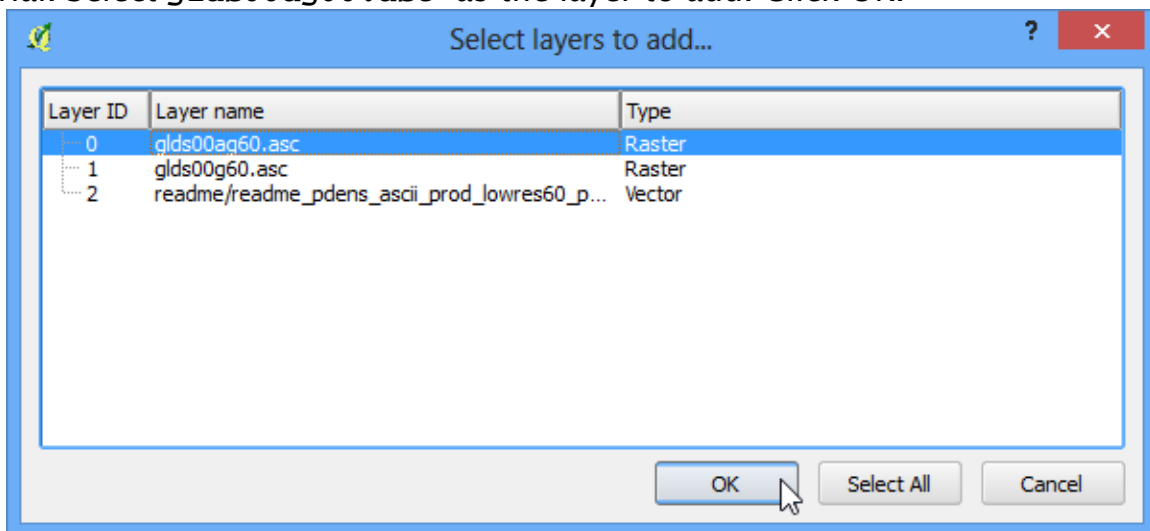 Select layers to add...
?
×
Layer ID Layer name Type
0 glds00ag60.asc Raster
1 glds00g60.asc Raster
2 readme/readme_pdens_ascii_prod_lowres60_p... Vector
OK Select All Cancel